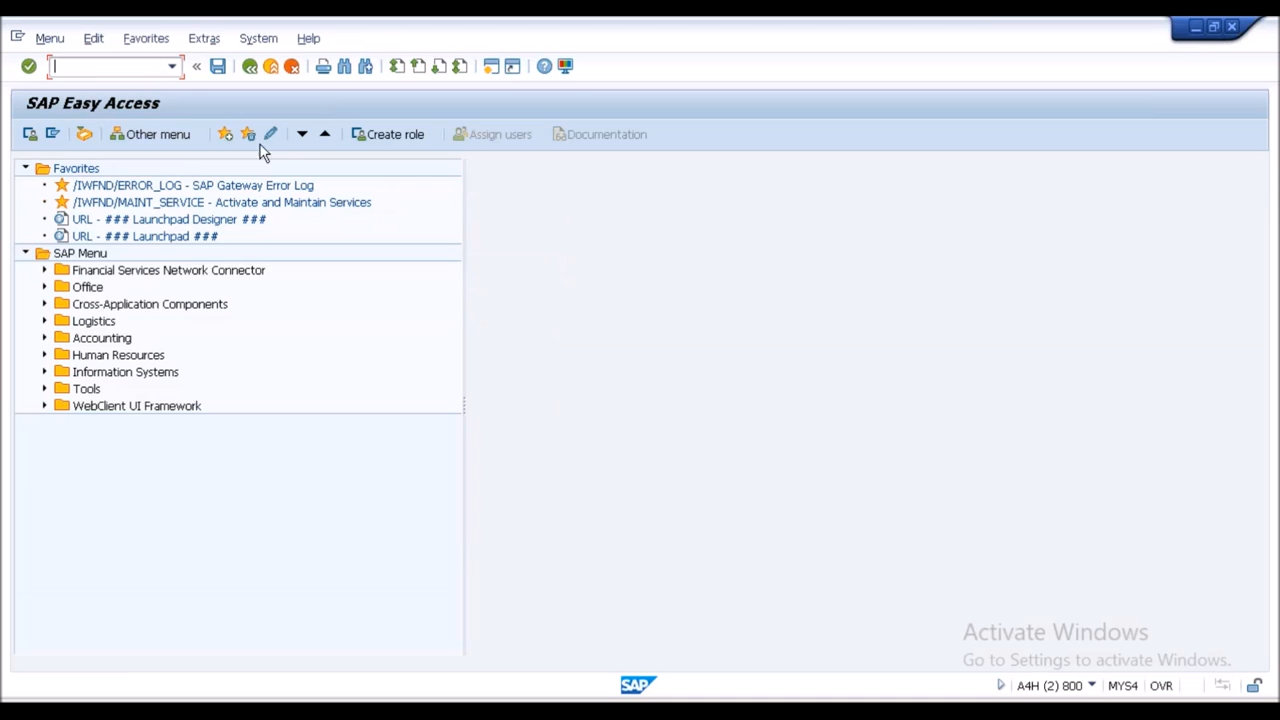 Menu Edit Favorites Extras System Help
SAP Easy Access
Other menu Create role Assign users Documentation
Favorites
/IWFND/ERROR_LOG - SAP Gateway Error Log
/IWFND/MAINT_SERVICE - Activate and Maintain Services
URL - ### Launchpad Designer ###
URL - ### Launchpad ###
SAP Menu
Financial Services Network Connector
Office
Cross-Application Components
Logistics
Accounting
Human Resources
Information Systems
Tools
WebClient UI Framework
Activate Windows
Go to Settings to activate Windows.
SAP A4H (2) 800 MYS4 OVR